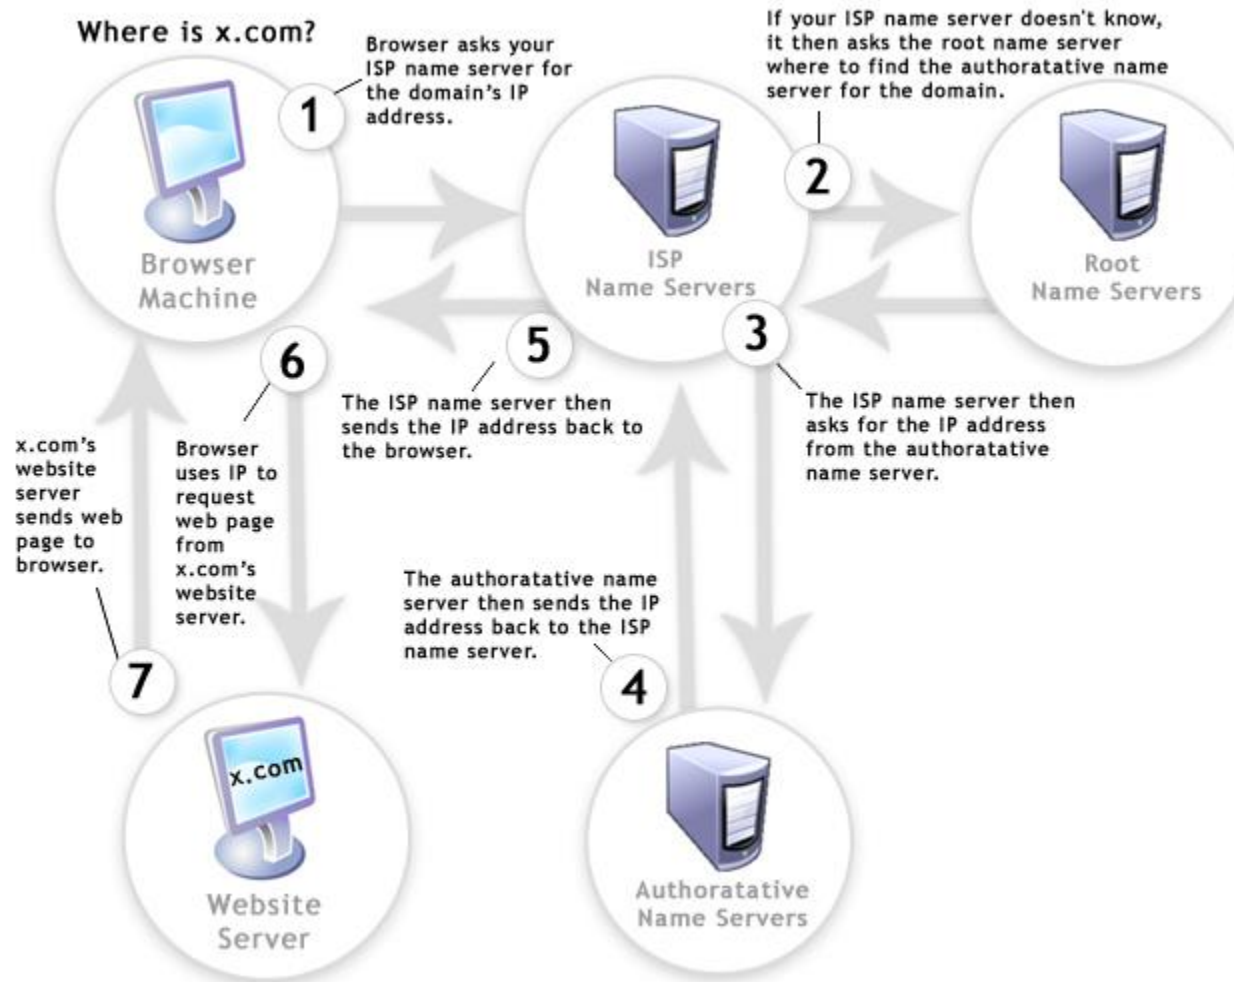 Where is x.com?
1
Browser asks your
ISP name server for
the domain's IP
address.
If your ISP name server doesn't know,
it then asks the root name server
where to find the authoratative name
server for the domain.
2
Browser
Machine
ISP
Name Servers
Root
Name Servers
3
The ISP name server then
asks for the IP address
from the authoratative
name server.
The authoratative name
server then sends the IP
address back to the ISP
name server.
4
5
The ISP name server then
sends the IP address back to
the browser.
6
Browser
uses IP to
request
web page
from
x.com's
website
server.
x.com's
website
server
sends web
page to
browser.
7
x.com
Website
Server
Authoratative
Name Servers